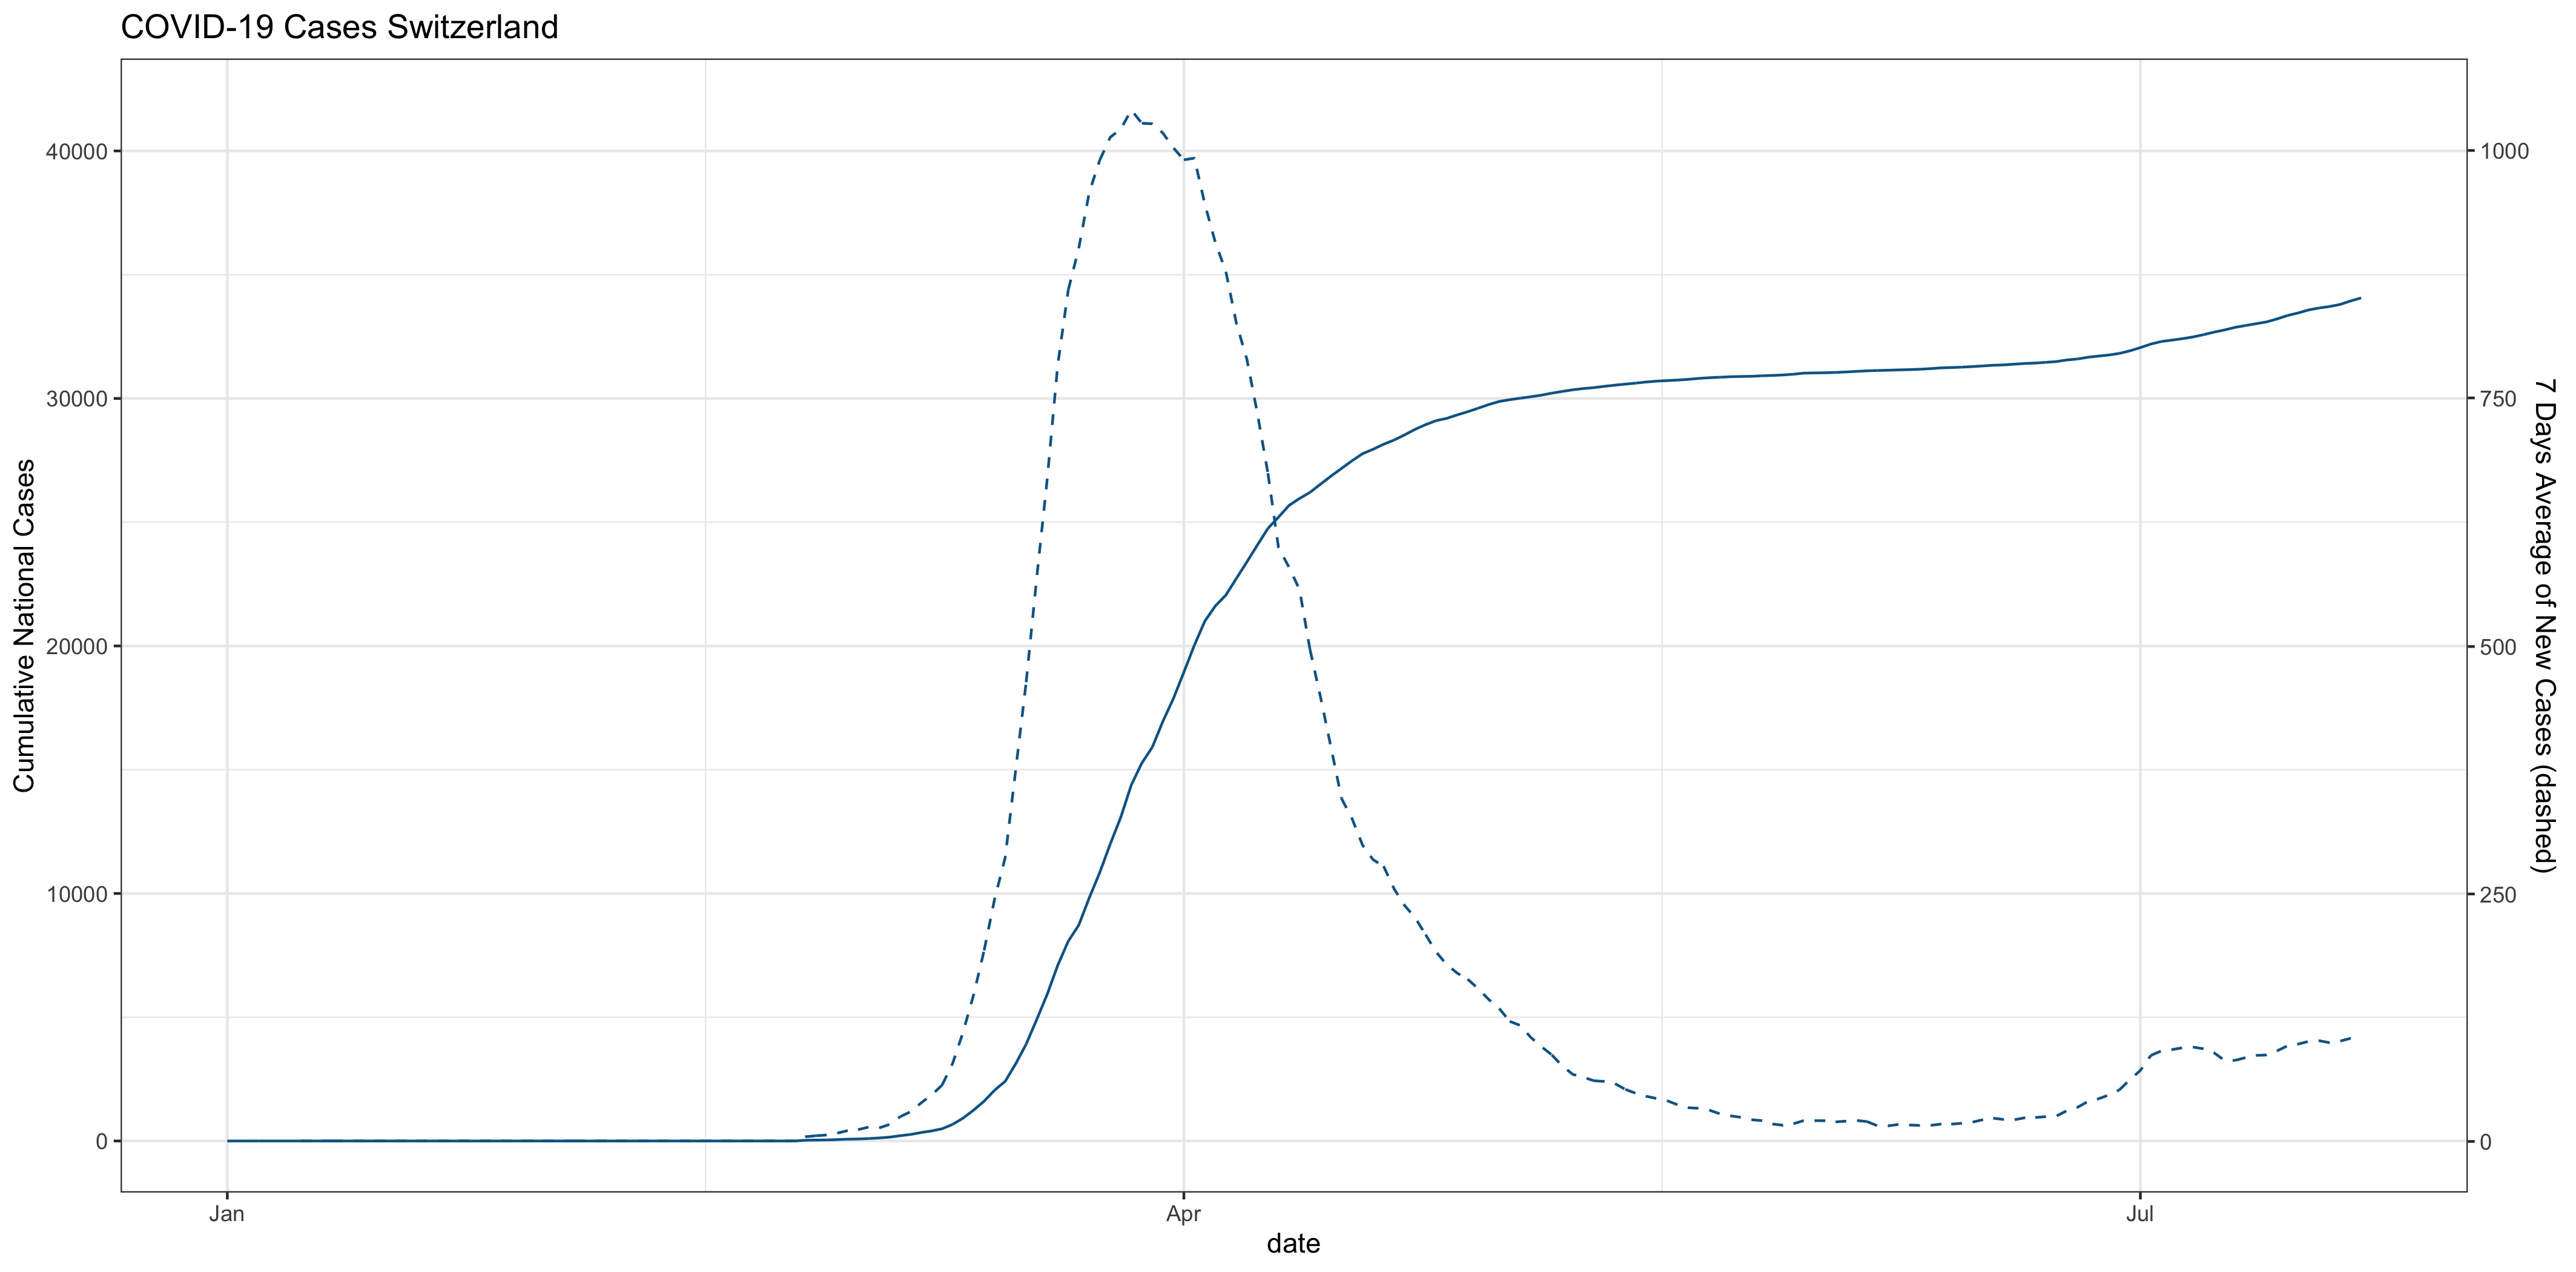 COVID-19 Cases Switzerland
Cumulative National Cases
40000
30000
20000
10000
0
1000
750
500
250
0
7 Days Average of New Cases (dashed)
Jan
Apr
Jul
date